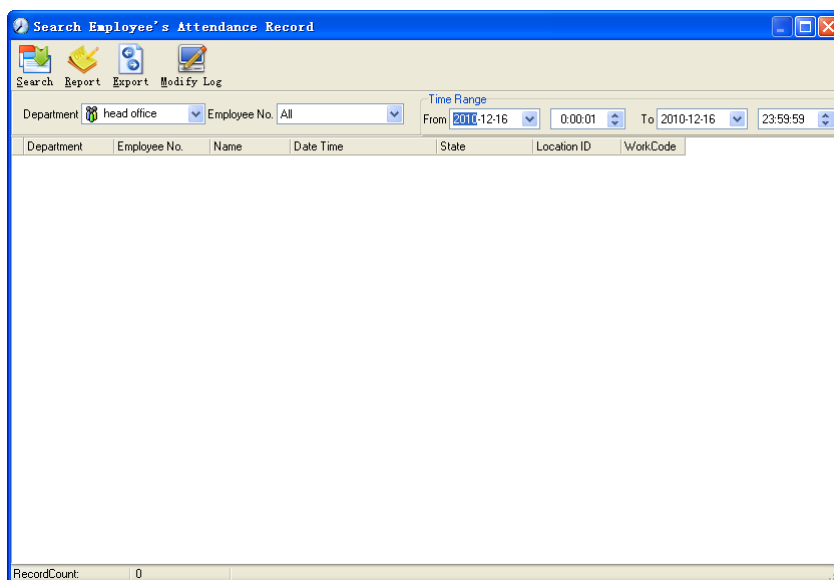 Search Employee's Attendance Record
Search Report Export Modify Log
Time Range
Department head office Employee No. All From 2010-12-16 0:00:01 To 2010-12-16 23:59:59
Department Employee No. Name Date Time State Location ID WorkCode
RecordCount: 0